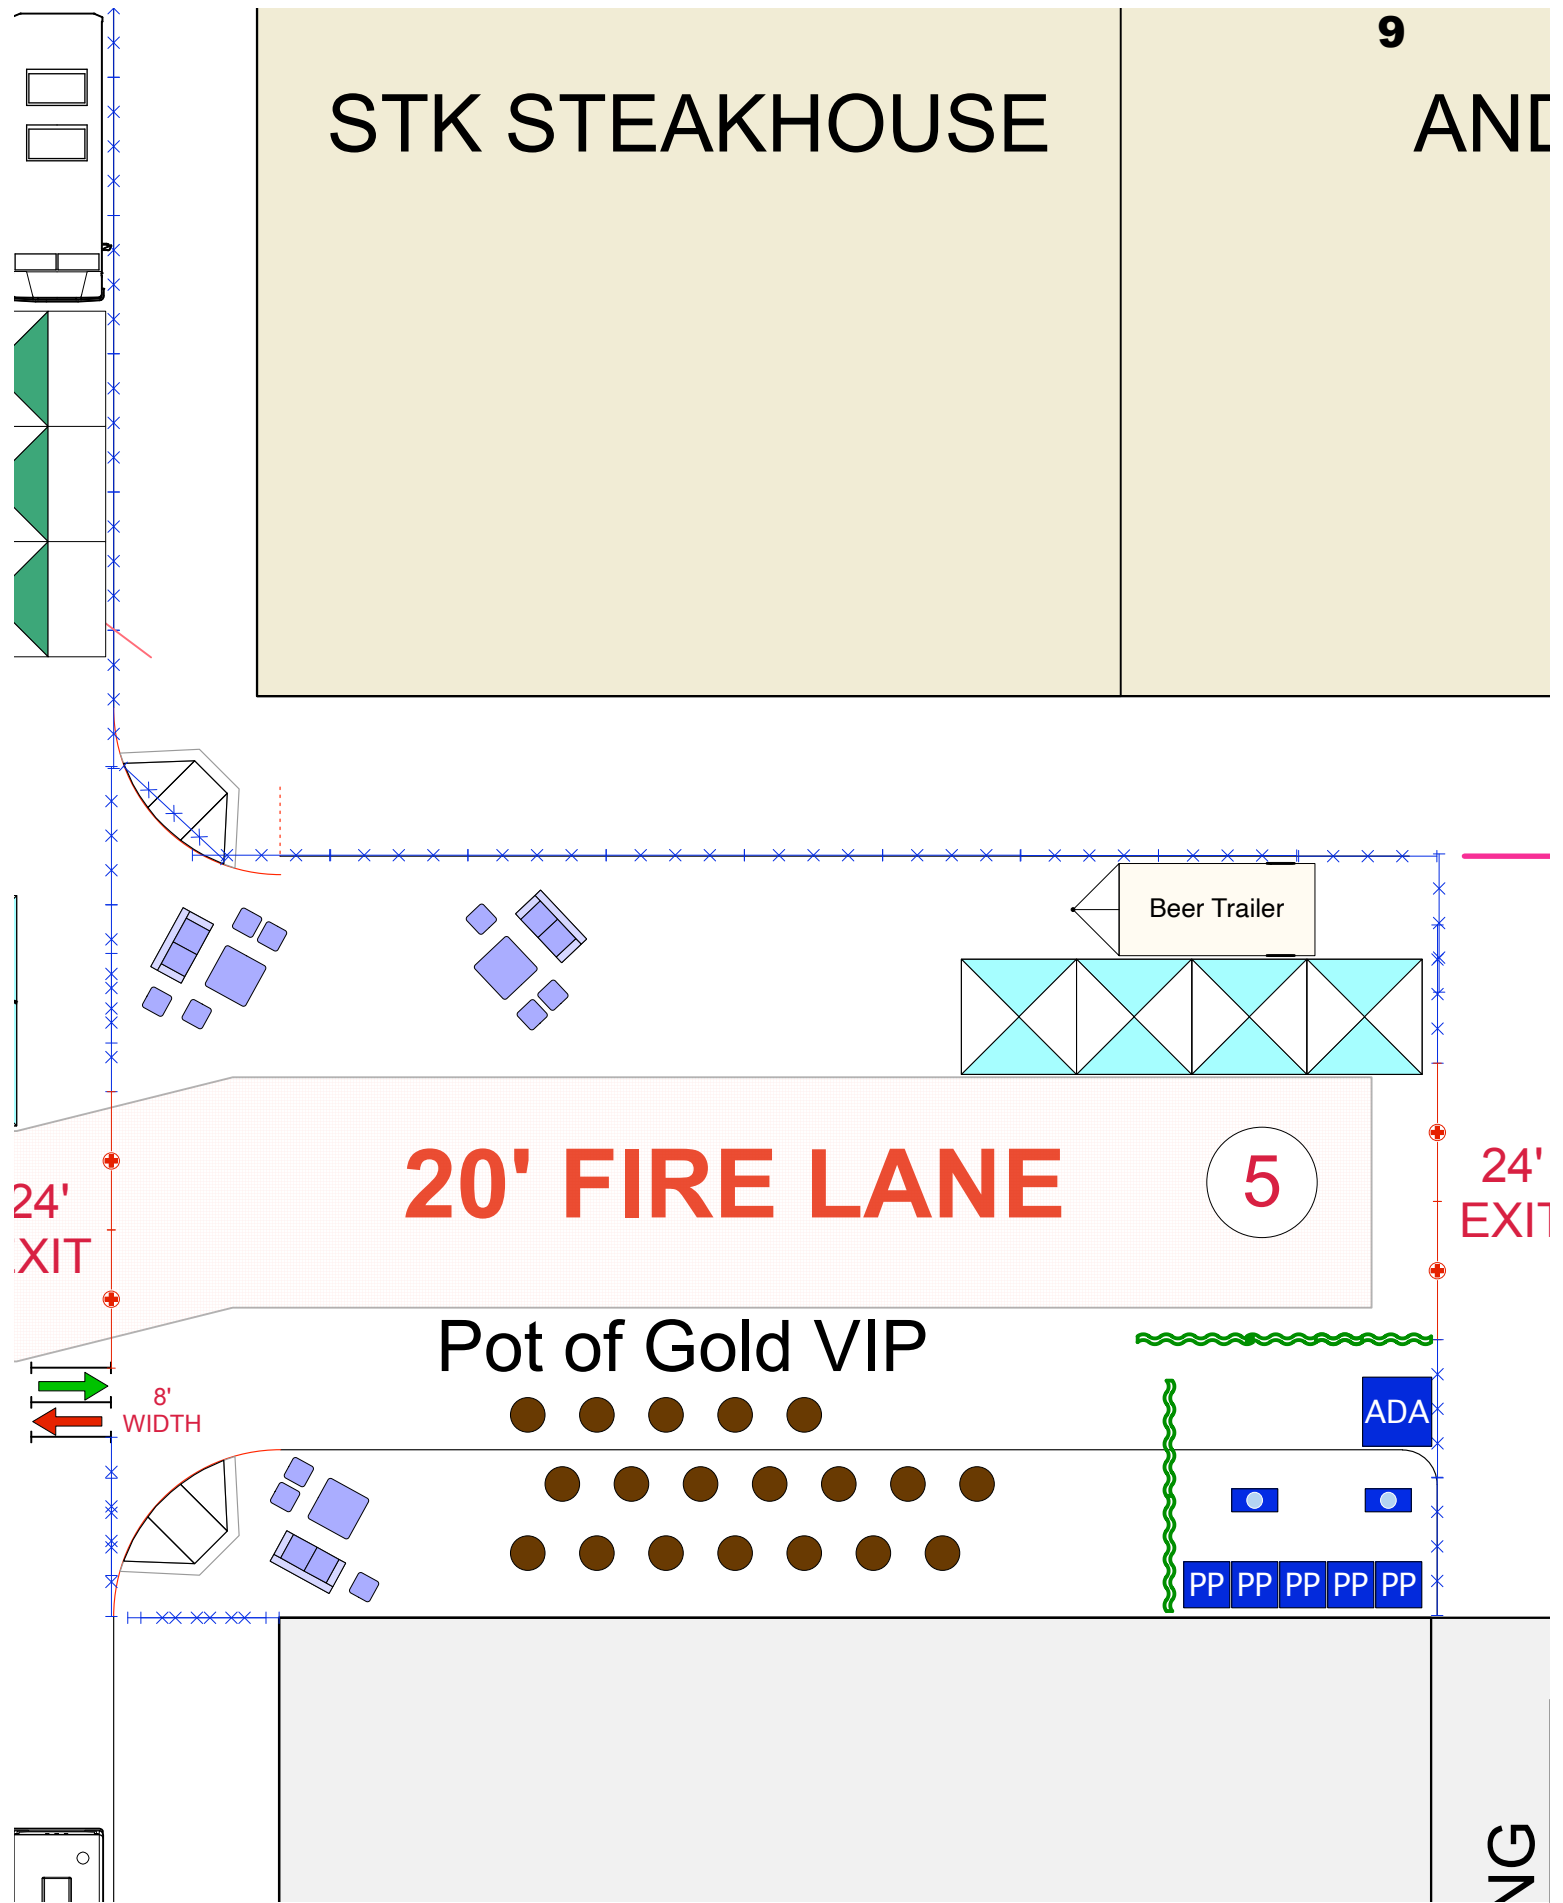 9
STK STEAKHOUSE
AND
Beer Trailer
20' FIRE LANE
5
24'
EXIT
24'
XIT
Pot of Gold VIP
8'
WIDTH
ADA
PP PP PP PP PP
NG